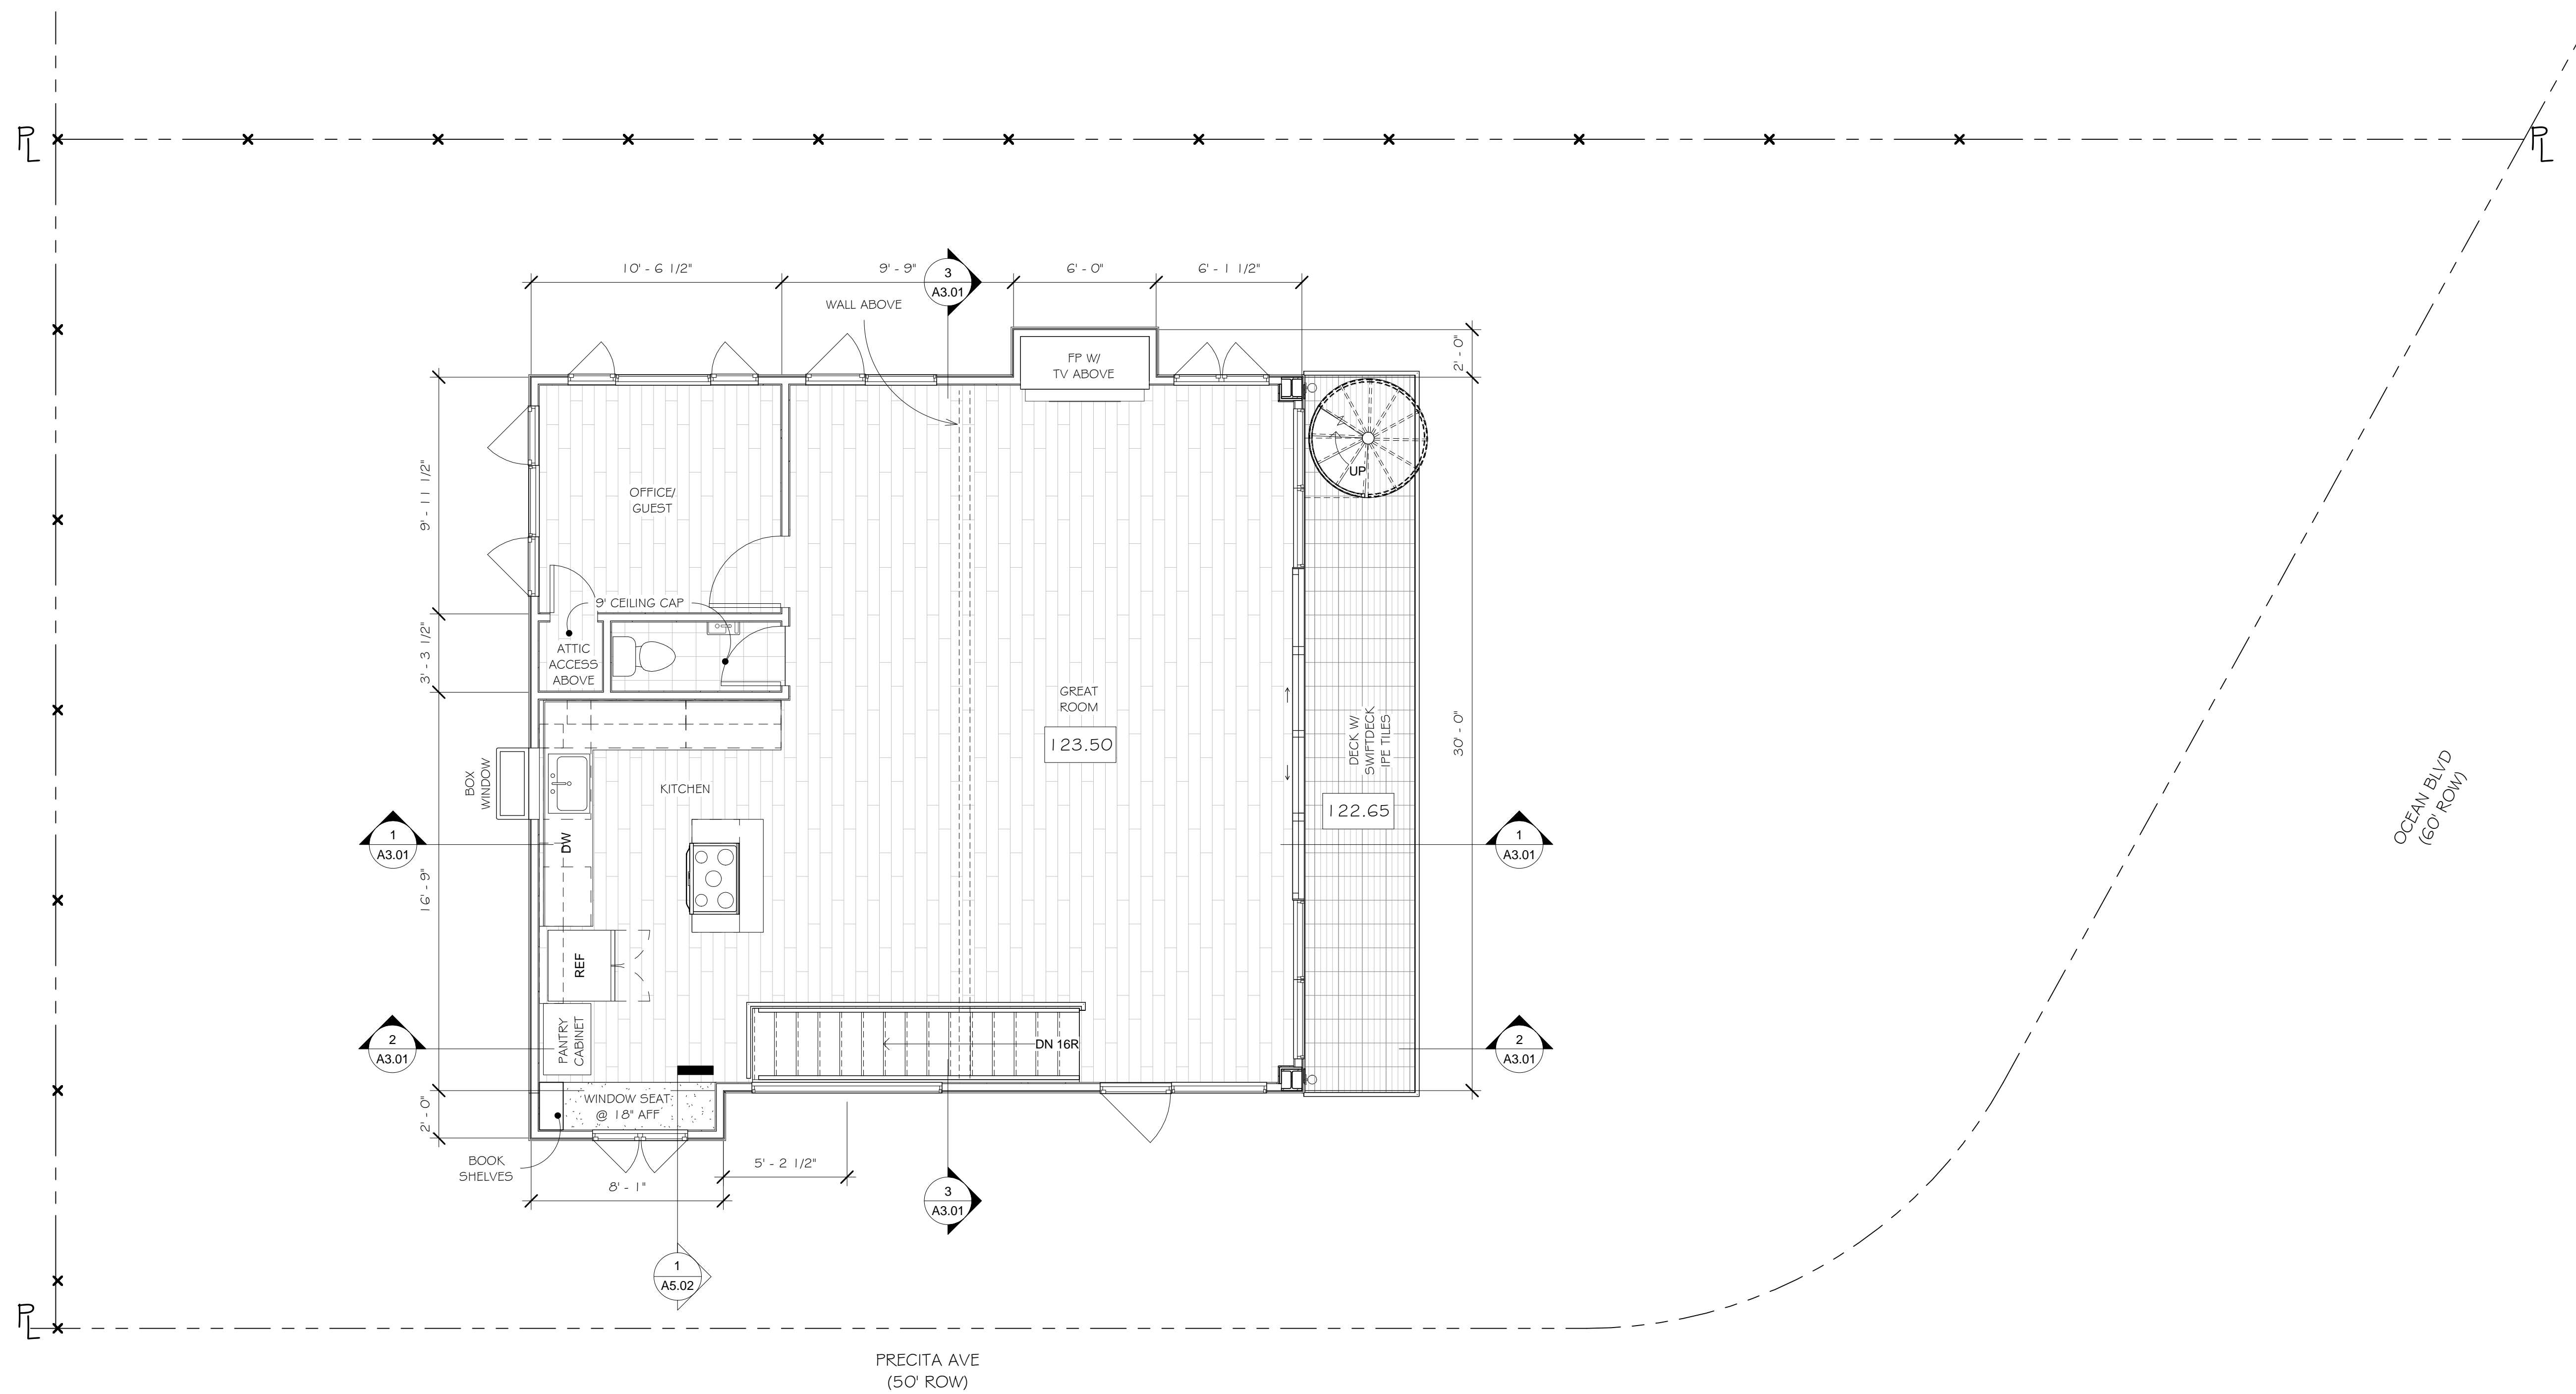 PL
PL
10' - 6 1/2"
9' - 9"
6' - 0"
6' - 1 1/2"
3
A3.01
WALL ABOVE
2' - 0"
FP W/
TV ABOVE
9' - 11 1/2"
OFFICE/
GUEST
UP
9' CEILING CAP
3' - 3 1/2"
ATTIC
ACCESS
ABOVE
GREAT
ROOM
123.50
DECK W/
SWIFTDECK
IPE TILES
122.65
30' - 0"
OCEAN BLVD
(60' ROW)
BOX
WINDOW
KITCHEN
DW
1
A3.01
1
A3.01
16' - 9"
REF
PANTRY
CABINET
2
A3.01
DN 16R
2
A3.01
2' - 0"
WINDOW SEAT
@ 18" AFF
BOOK
SHELVES
5' - 2 1/2"
8' - 1"
3
A3.01
1
A5.02
PL
PRECITA AVE
(50' ROW)